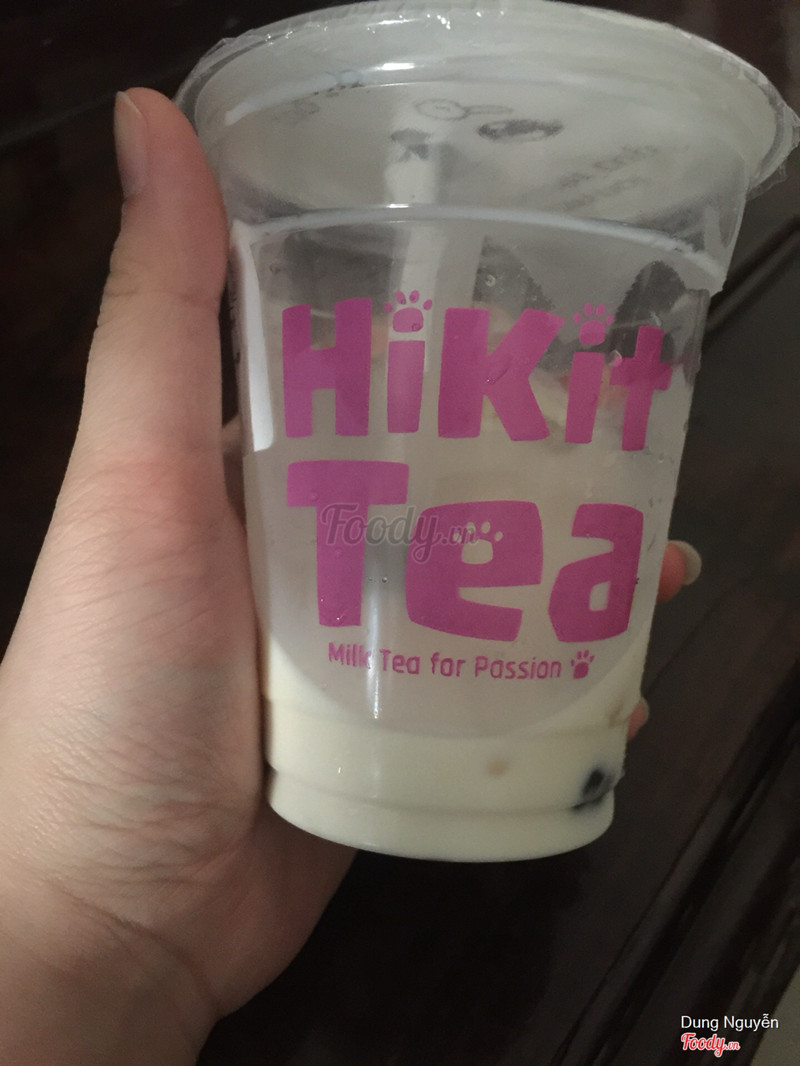 HiKit
Tea
Foody.vn
Milk Tea for Passion
Dung Nguyễn
Foody.vn